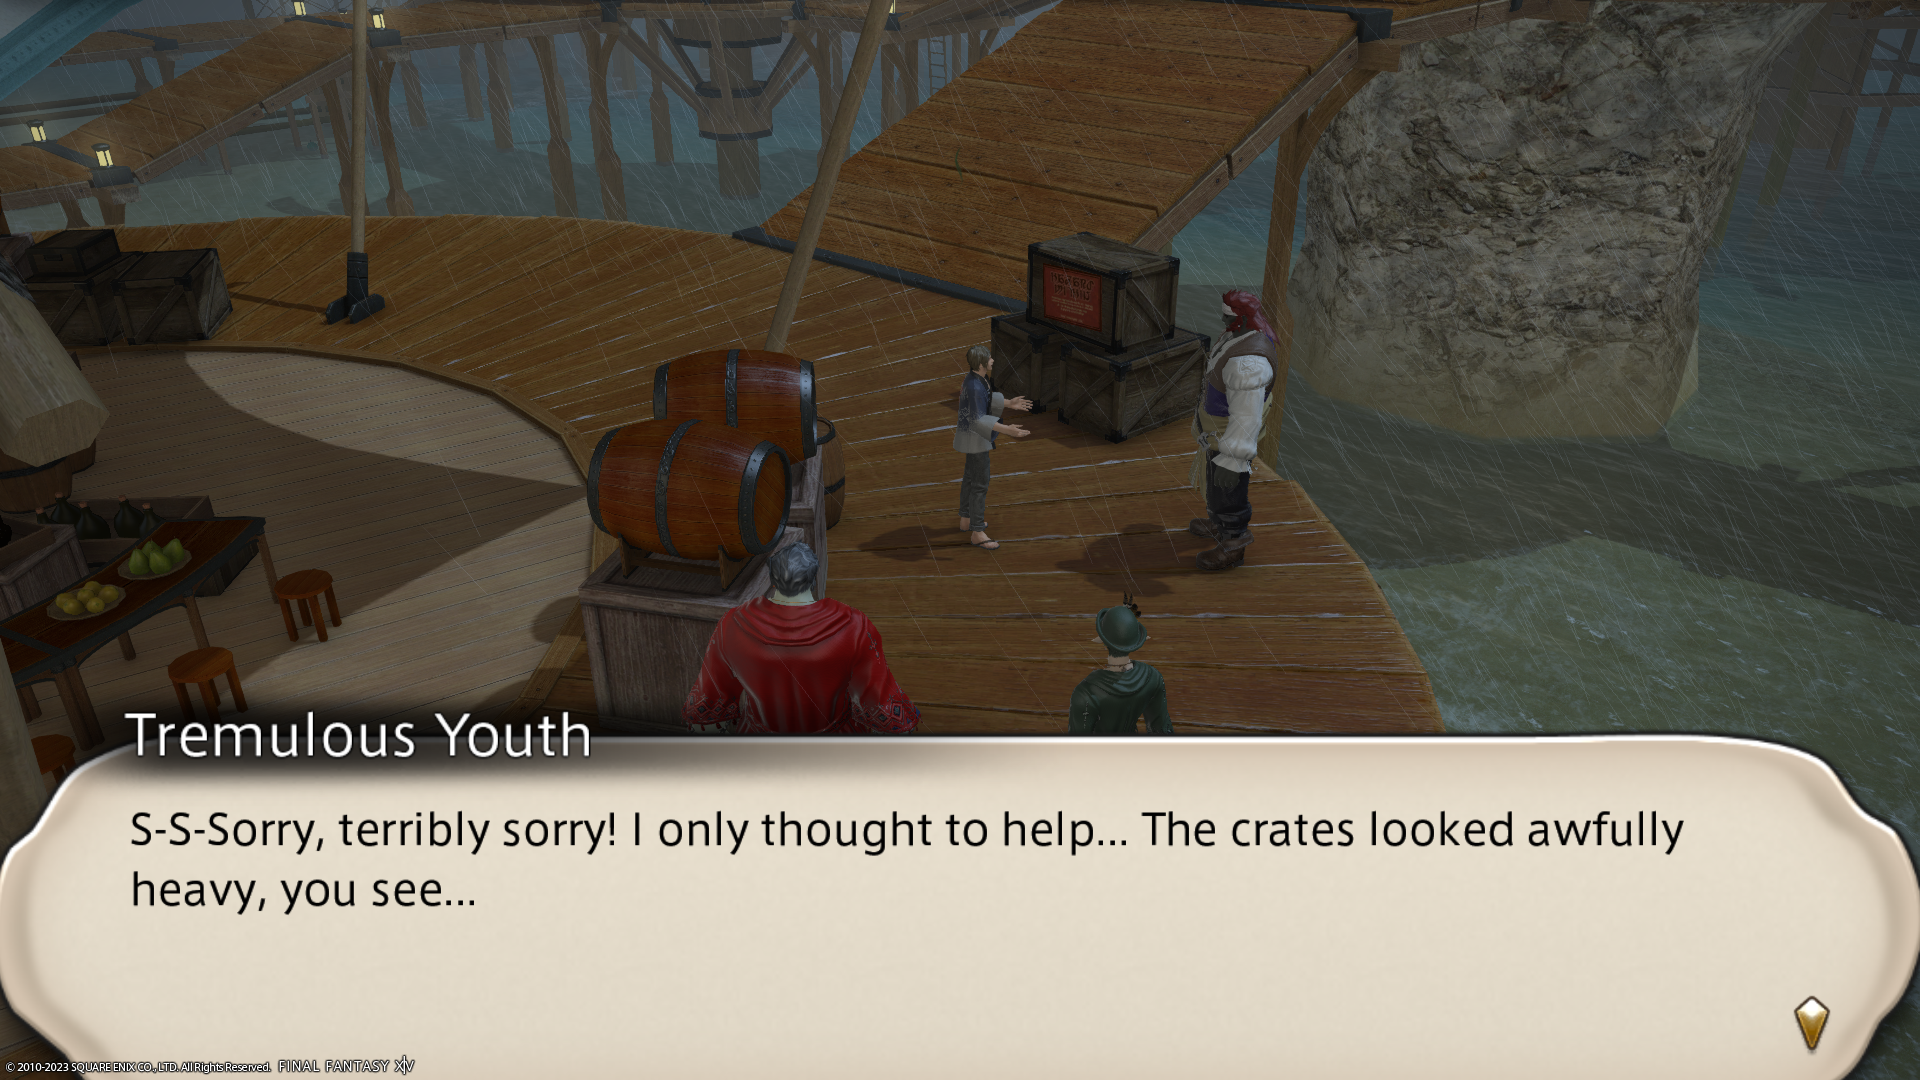 Tremulous Youth
S-S-Sorry, terribly sorry! I only thought to help... The crates looked awfully
heavy, you see...
© 2010-2023 SQUARE ENIX CO., LTD. All Rights Reserved. FINAL FANTASY XIV